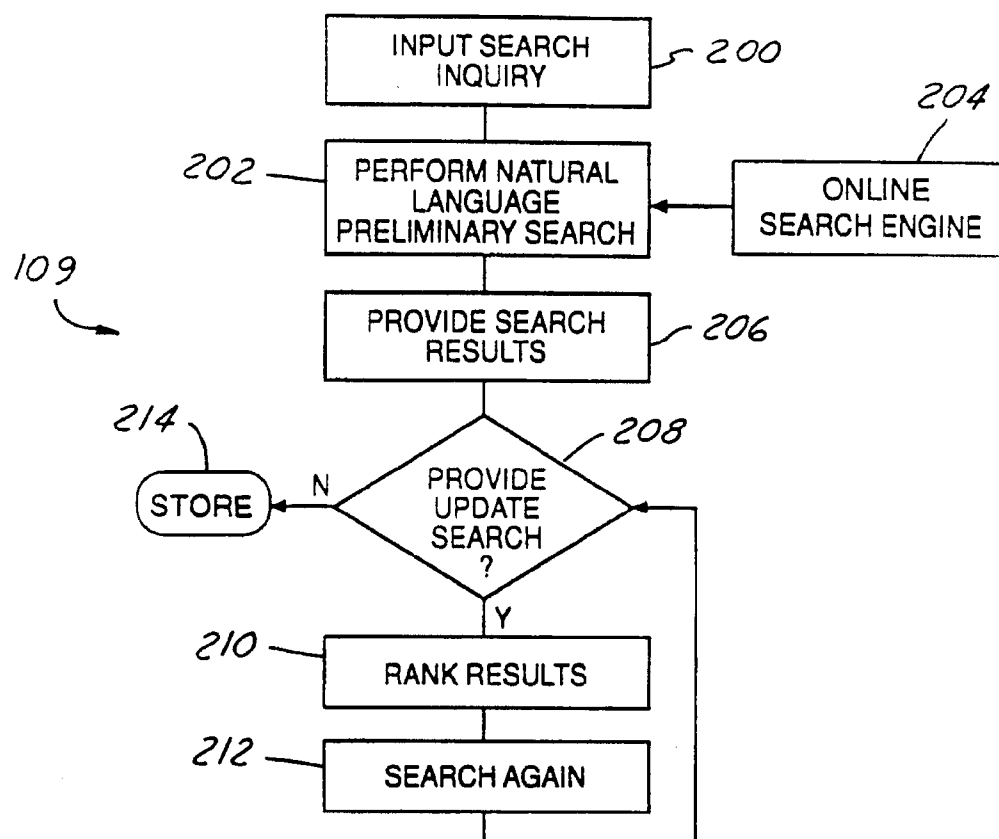 INPUT SEARCH
INQUIRY
200
204
202
PERFORM NATURAL
LANGUAGE
PRELIMINARY SEARCH
ONLINE
SEARCH ENGINE
109
PROVIDE SEARCH
RESULTS
206
214
208
STORE
N
PROVIDE
UPDATE
SEARCH
?
Y
210
RANK RESULTS
212
SEARCH AGAIN